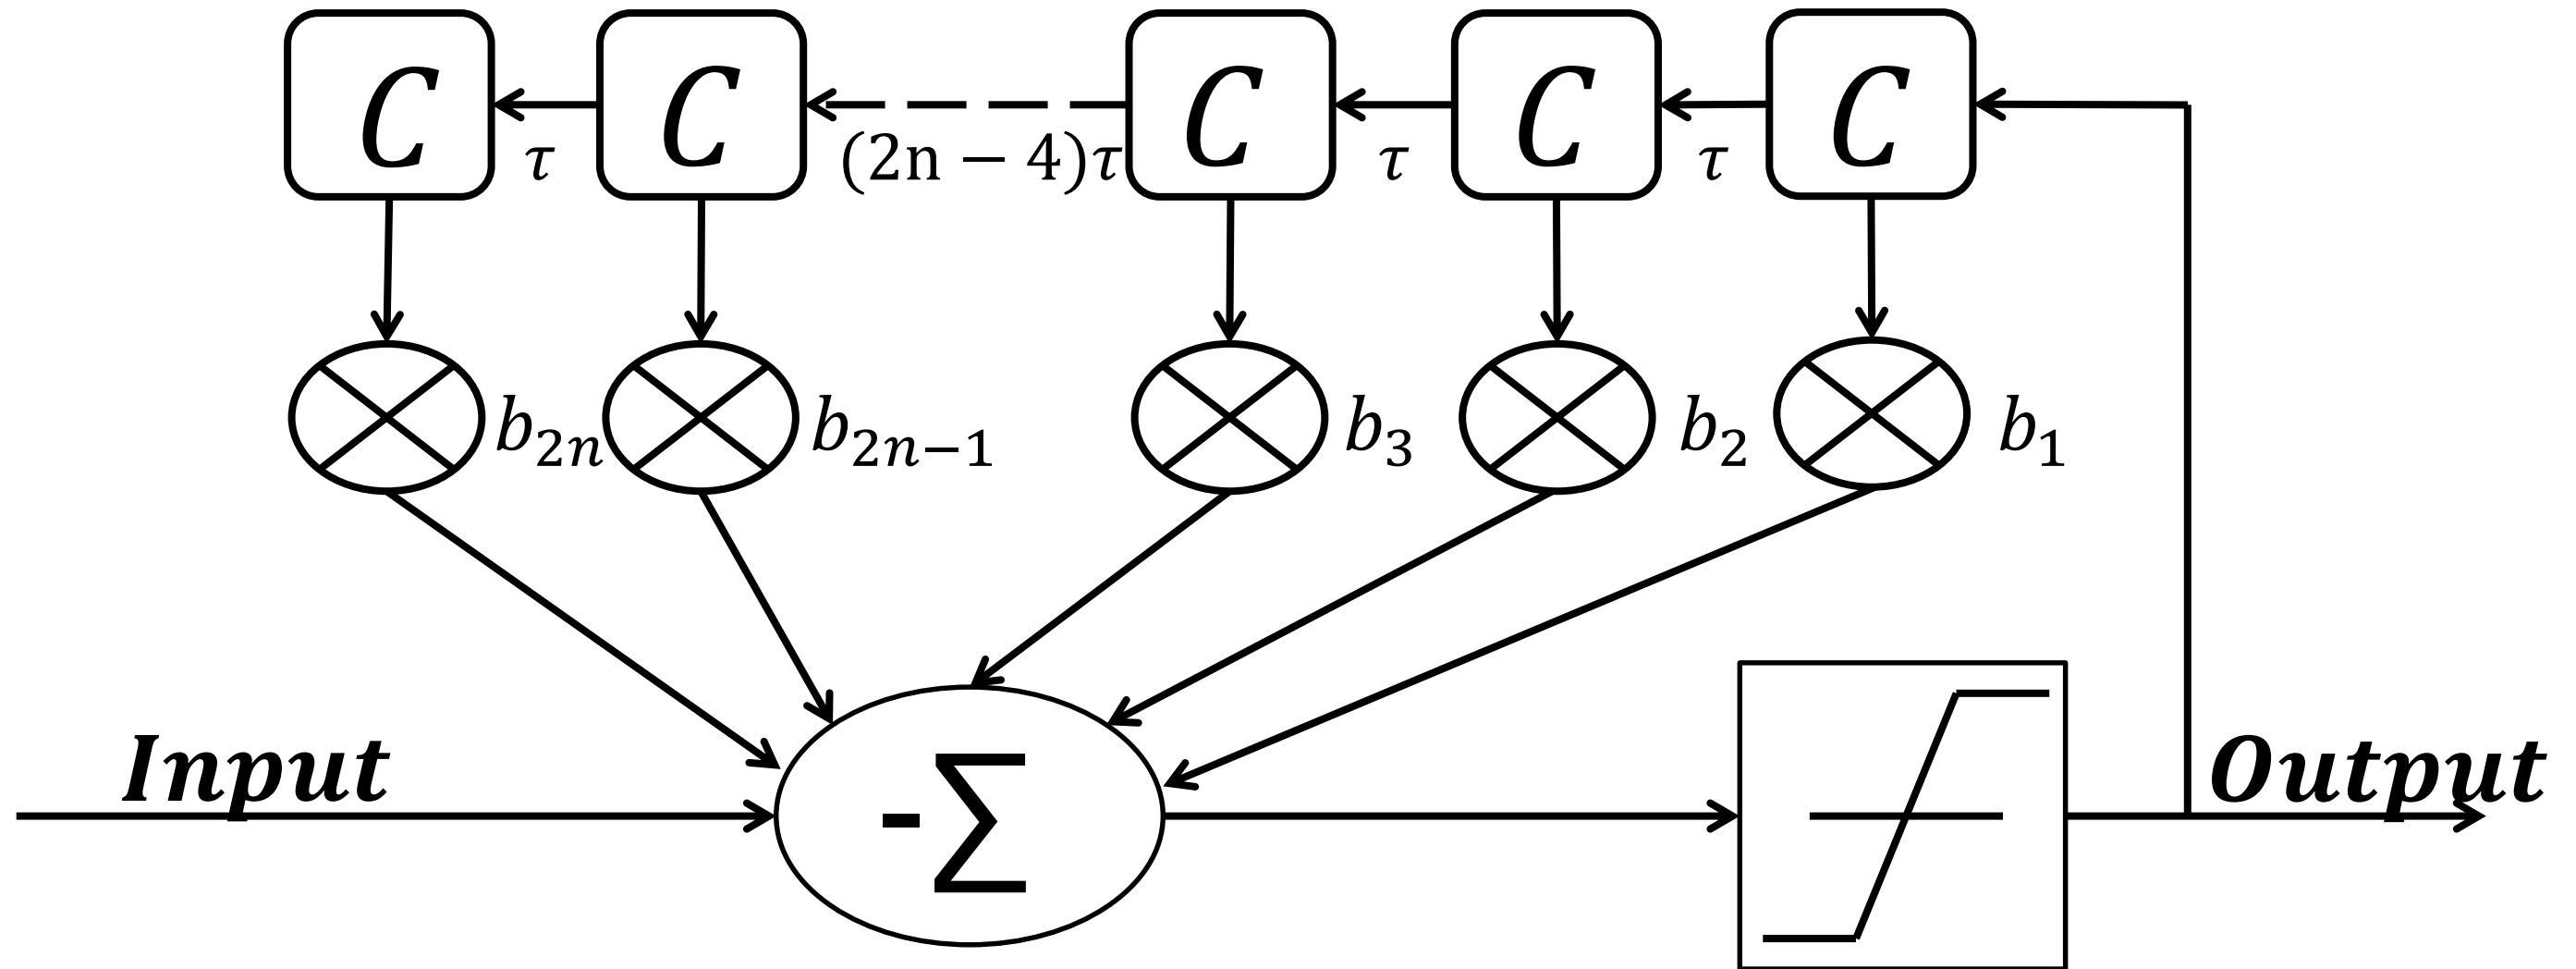 C C C C C
τ (2n − 4)τ τ τ
b₂ₙ b₂ₙ₋₁ b₃ b₂ b₁
Input -∑ Output